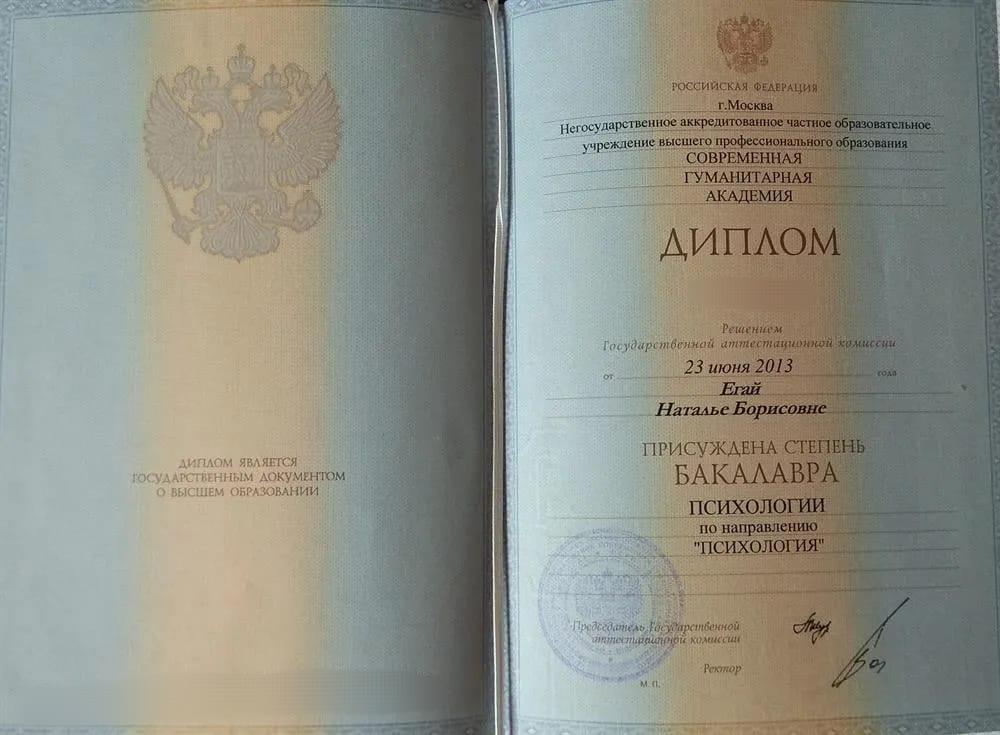 ДИПЛОМ ЯВЛЯЕТСЯ
ГОСУДАРСТВЕННЫМ ДОКУМЕНТОМ
О ВЫСШЕМ ОБРАЗОВАНИИ
РОССИЙСКАЯ ФЕДЕРАЦИЯ
г.Москва
Негосударственное аккредитованное частное образовательное
учреждение высшего профессионального образования
СОВРЕМЕННАЯ
ГУМАНИТАРНАЯ
АКАДЕМИЯ
ДИПЛОМ
Решением
Государственной аттестационной комиссии
от 23 июня 2013 года
Егай
Наталье Борисовне
ПРИСУЖДЕНА СТЕПЕНЬ
БАКАЛАВРА
ПСИХОЛОГИИ
по направлению
"ПСИХОЛОГИЯ"
Председатель Государственной
аттестационной комиссии
Ректор
М.П.